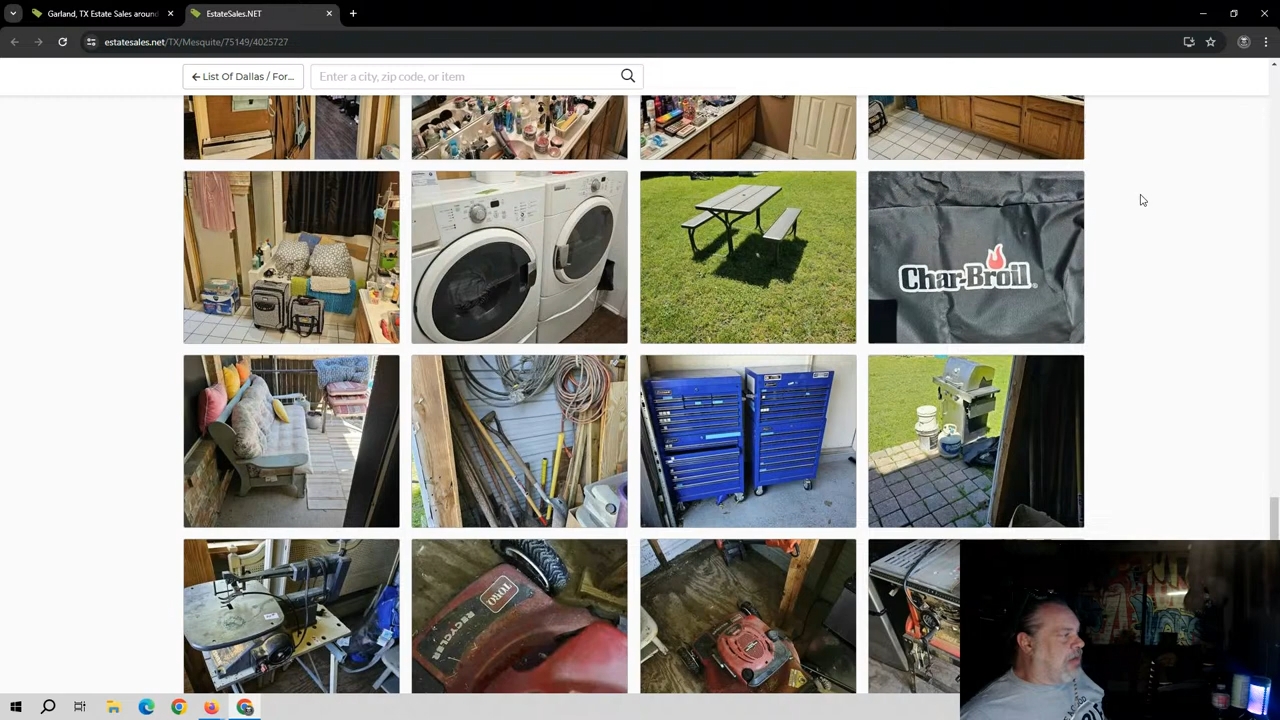 Garland, TX Estate Sales around
EstateSales.NET
estatesales.net/TX/Mesquite/75149/4025727
List Of Dallas / For...
Enter a city, zip code, or item
Char-Broil
TORO
RECYCLER